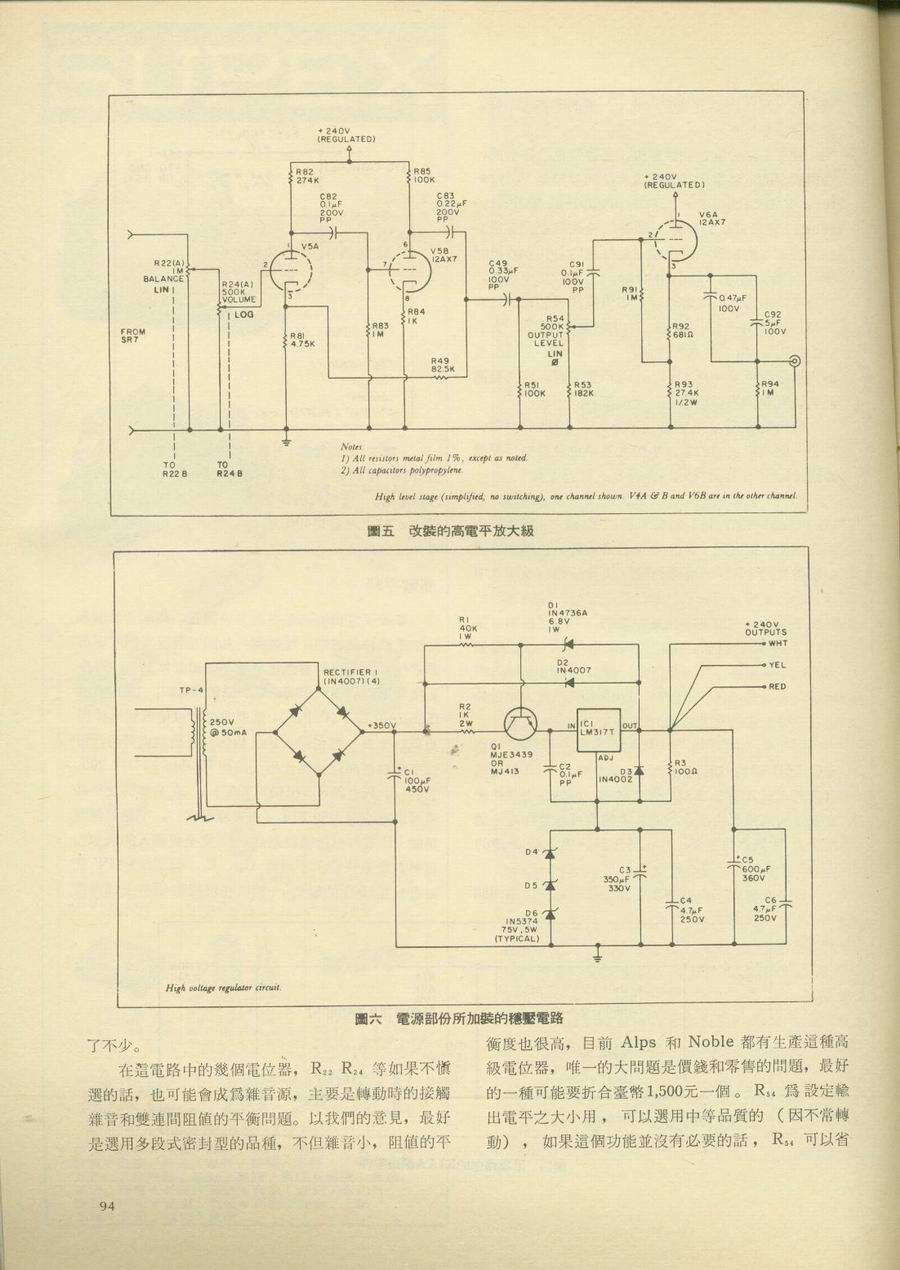 + 240V
(REGULATED)
R82
274K
R85
100K
C82
0.1µF
200V
PP
C83
0.22µF
200V
PP
+ 240V
(REGULATED)
1
V6A
12AX7
2
3
1
V5A
2
3
6
V5B
12AX7
7
8
R22(A)
1M
BALANCE
LIN
R24(A)
500K
VOLUME
LOG
C49
0.33µF
100V
PP
C91
0.1µF
100V
PP
R91
1M
0.47µF
100V
C92
5µF
100V
FROM
SR7
R81
4.75K
R83
1M
R84
1K
R54
500K
OUTPUT
LEVEL
LIN
Ø
R92
681Ω
R49
82.5K
R51
100K
R53
182K
R93
27.4K
1/2W
R94
1M
TO
R22B
TO
R24B
Notes
1) All resistors metal film 1%, except as noted.
2) All capacitors polypropylene.
High level stage (simplified, no switching), one channel shown. V4A & B and V6B are in the other channel.
圖五 改裝的高電平放大級
D1
IN4736A
6.8V
1W
R1
40K
1W
+ 240V
OUTPUTS
WHT
YEL
RED
D2
IN4007
RECTIFIER 1
(IN4007)(4)
TP-4
250V
@ 50mA
+350V
R2
1K
2W
IN
IC1
LM317T
OUT
ADJ
Q1
MJE3439
OR
MJ413
C1
100µF
450V
C2
0.1µF
PP
D3
IN4002
R3
100Ω
D4
D5
D6
IN5374
75V, 5W
(TYPICAL)
C3
350µF
330V
C4
4.7µF
250V
C5
600µF
360V
C6
4.7µF
250V
High voltage regulator circuit.
圖六 電源部份所加裝的穩壓電路
了不少。
在這電路中的幾個電位器，R₂₂ R₂₄ 等如果不慎
選的話，也可能會成爲雜音源，主要是轉動時的接觸
雜音和雙連間阻值的平衡問題。以我們的意見，最好
是選用多段式密封型的品種，不但雜音小，阻值的平
衡度也很高，目前 Alps 和 Noble 都有生產這種高
級電位器，唯一的大問題是價錢和零售的問題，最好
的一種可能要折合臺幣1,500元一個。R₅₄ 爲設定輸
出電平之大小用，可以選用中等品質的（因不常轉
動），如果這個功能並沒有必要的話，R₅₄ 可以省
94